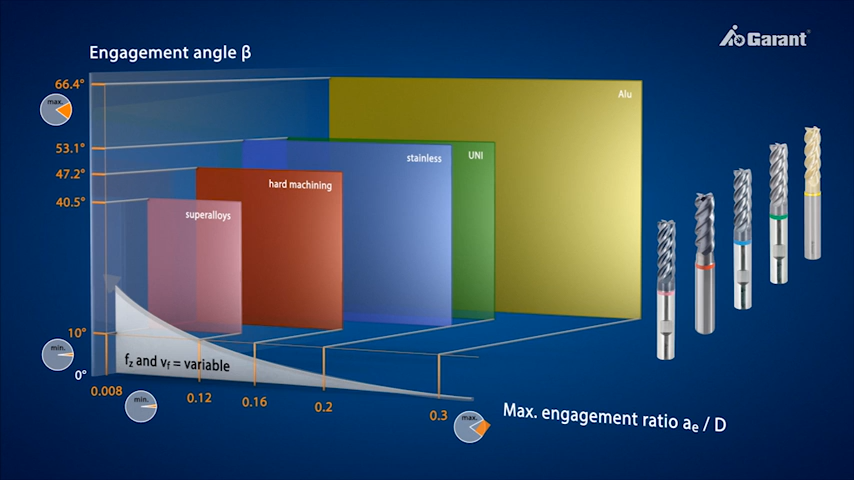 Garant
Engagement angle β
66.4°
max.
Alu
53.1°
UNI
stainless
47.2°
hard machining
40.5°
superalloys
10°
min.
0°
fz and vf = variable
0.008
0.12
0.16
0.2
0.3
min.
max.
Max. engagement ratio ae / D